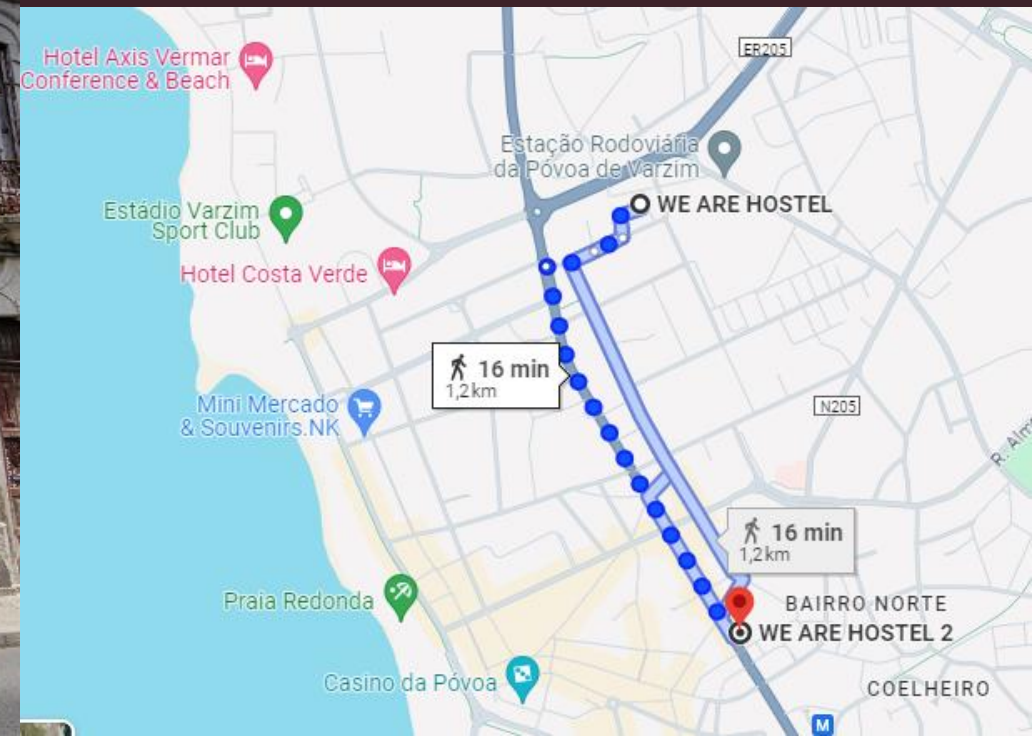 Hotel Axis Vermar
Conference & Beach
ER205
Estação Rodoviária
da Póvoa de Varzim
WE ARE HOSTEL
Estádio Varzim
Sport Club
Hotel Costa Verde
16 min
1,2 km
Mini Mercado
& Souvenirs.NK
N205
R. Alm
16 min
1,2 km
Praia Redonda
BAIRRO NORTE
WE ARE HOSTEL 2
Casino da Póvoa
COELHEIRO
M